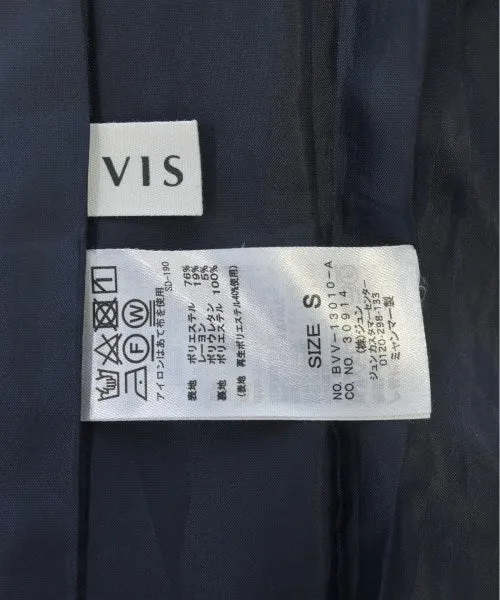 VIS
アイロンはあて布を使用
SD-190
表地 ポリエステル 76%
レーヨン 19%
ポリウレタン 5%
裏地 ポリエステル 100%
(表地 再生ポリエステル40%使用)
SIZE S
NO. BVV-13010-A
CO. NO. 30914
(株)ジュン
ジュンカスタマーセンター
0120-298-133
ミャンマー製